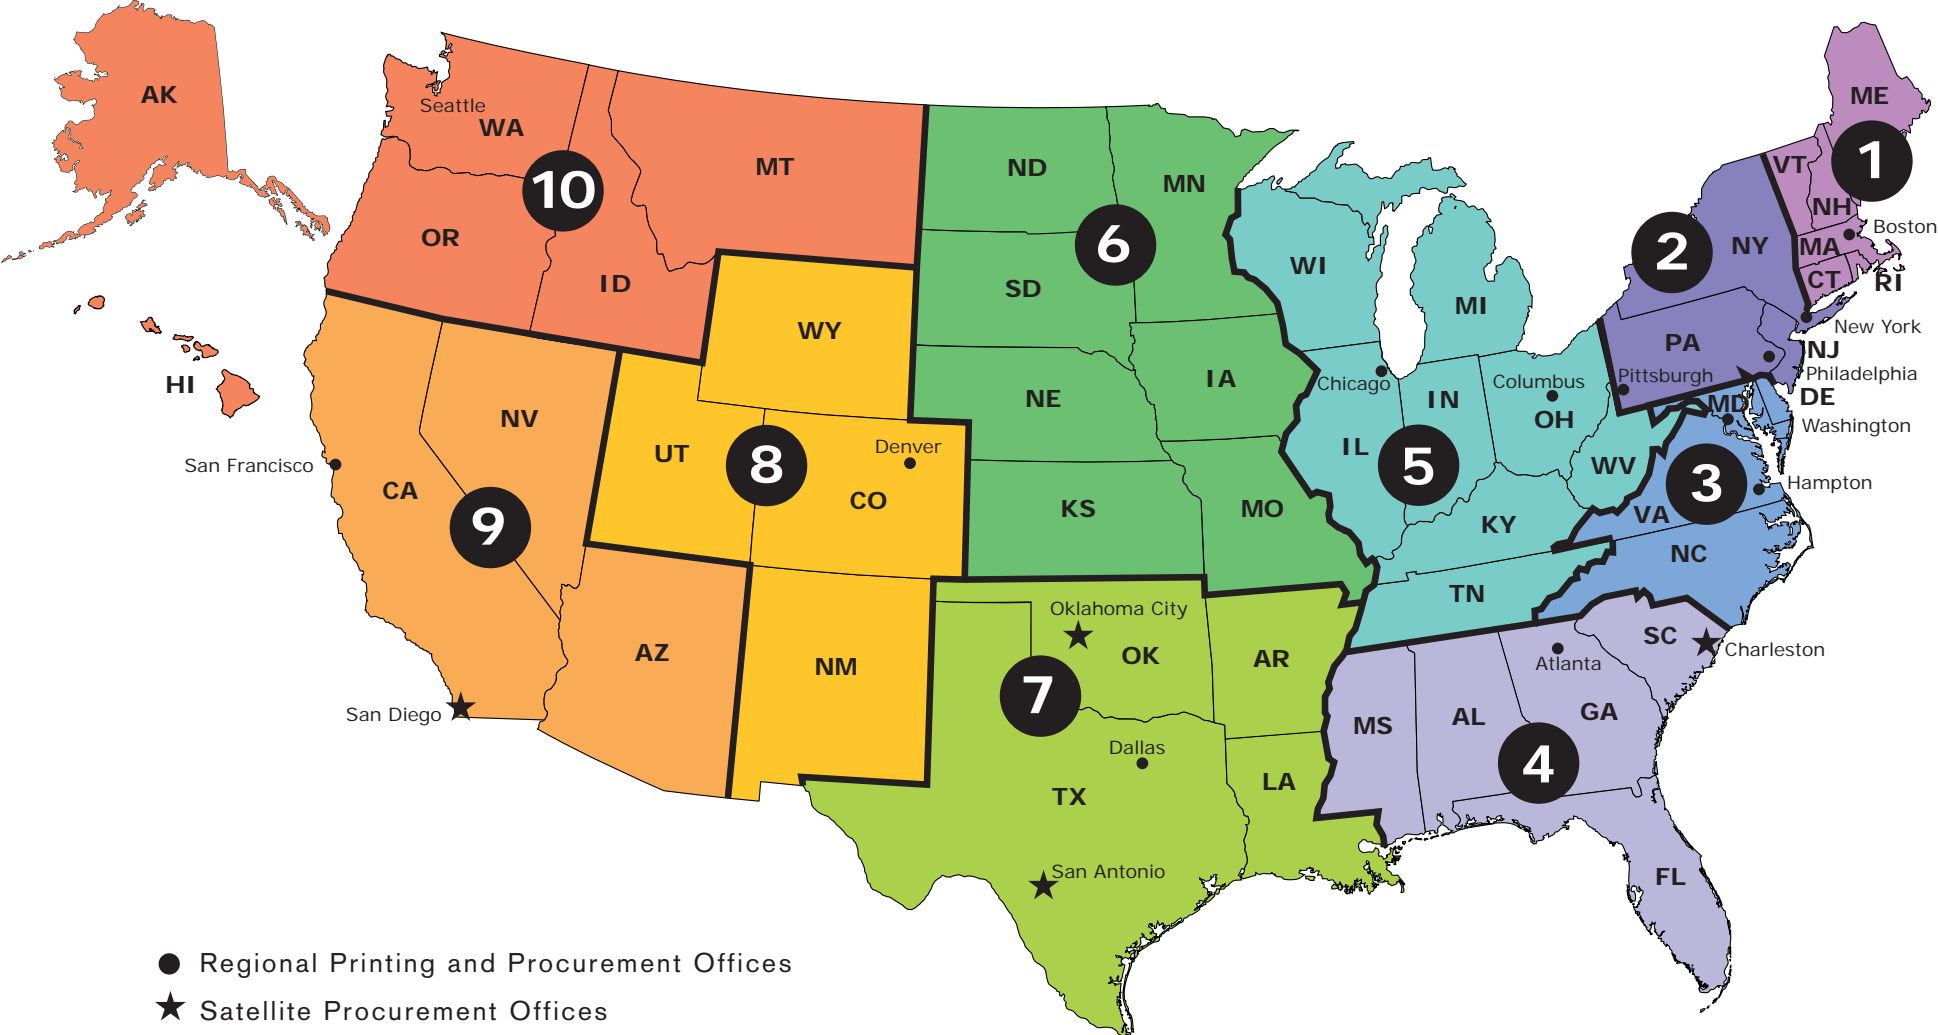 AK
Seattle
WA
10
MT
OR
ID
HI
ND
MN
6
SD
WY
NE
IA
NV
UT
8
Denver
CO
KS
MO
San Francisco
CA
9
AZ
NM
San Diego
Oklahoma City
OK
AR
7
Dallas
TX
LA
San Antonio
ME
1
VT
NH
Boston
MA
CT
RI
2
NY
New York
PA
NJ
Pittsburgh
Philadelphia
DE
MD
Washington
WI
MI
Chicago
IN
Columbus
OH
IL
5
WV
3
Hampton
VA
KY
NC
TN
SC
Charleston
Atlanta
MS
AL
GA
4
FL
Regional Printing and Procurement Offices
Satellite Procurement Offices